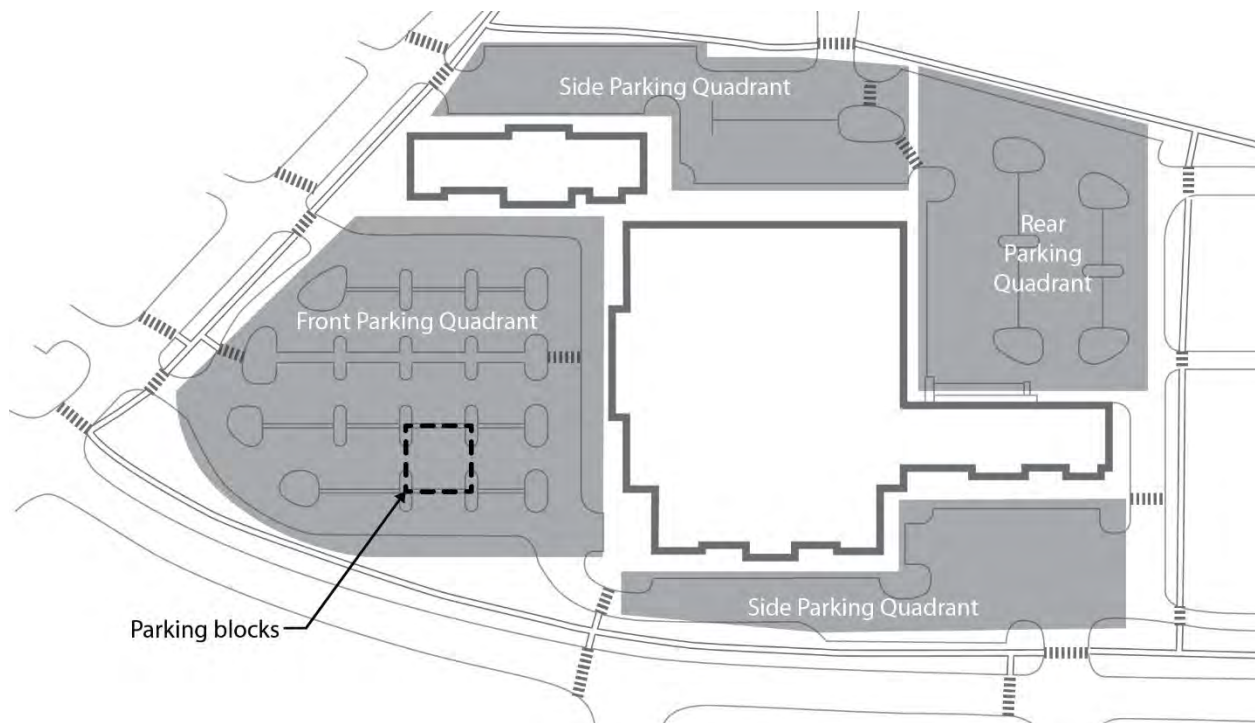 Side Parking Quadrant
Rear
Parking
Quadrant
Front Parking Quadrant
Side Parking Quadrant
Parking blocks